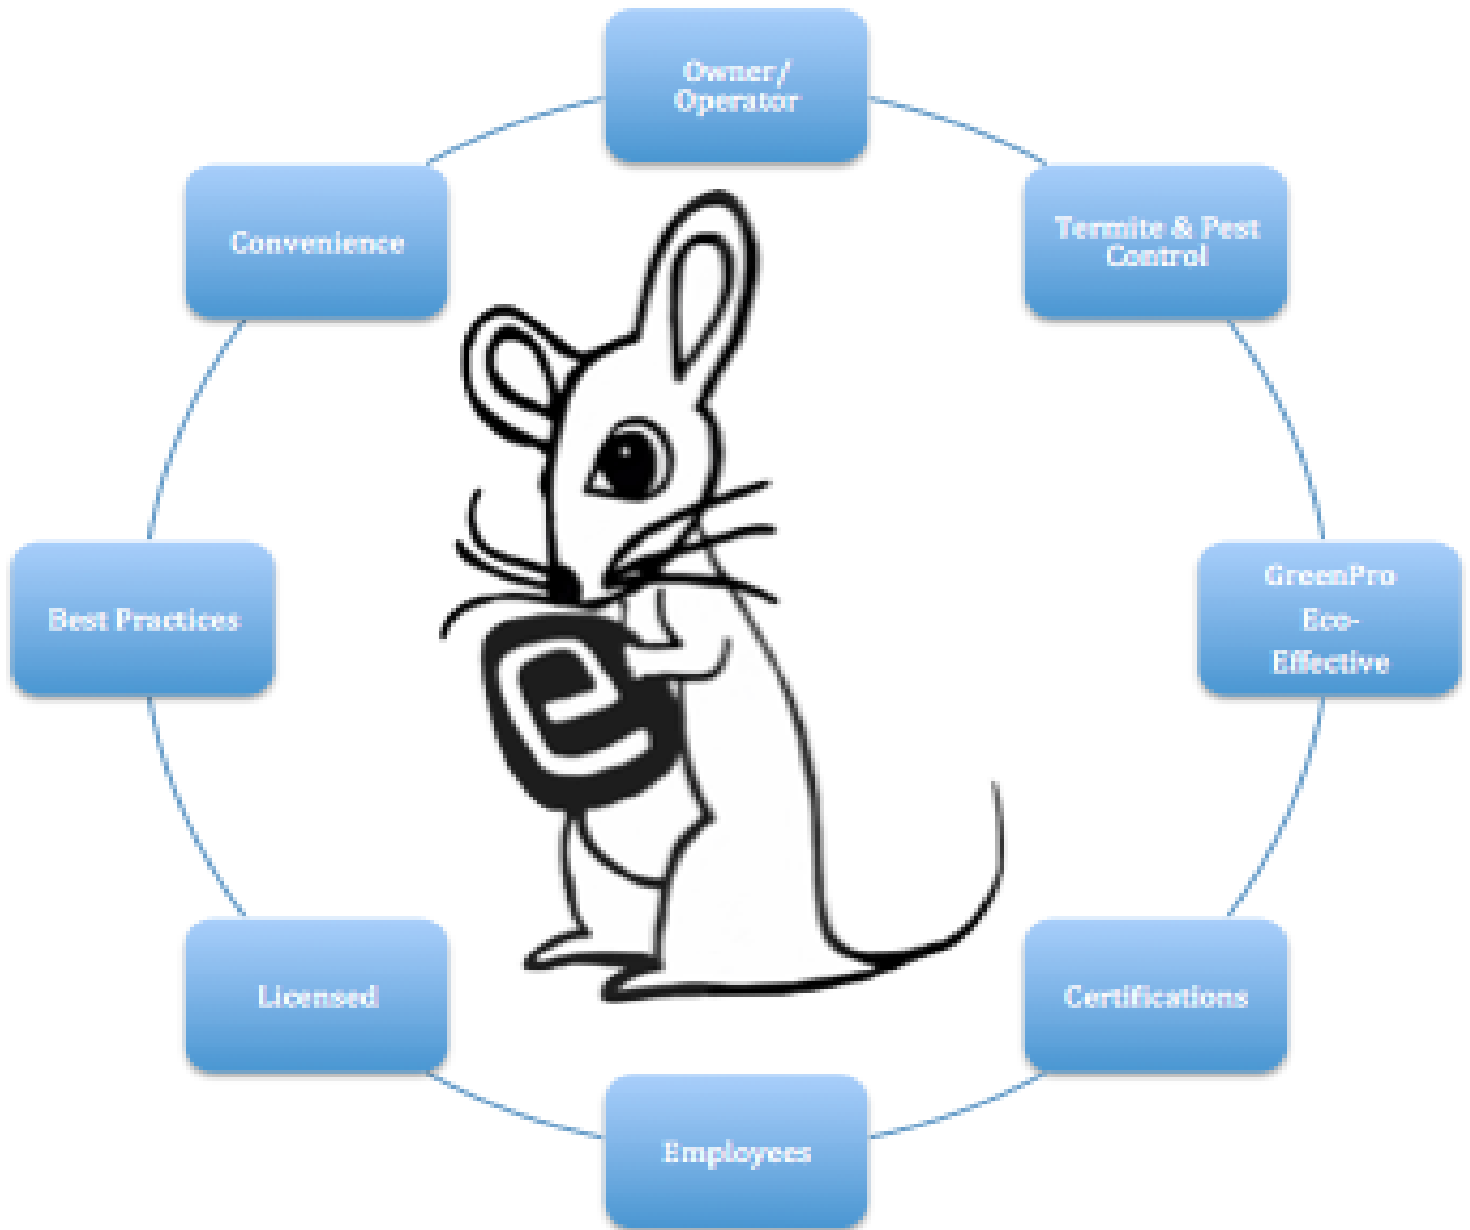 Owner/
Operator
Termite & Pest
Control
GreenPro
Eco-
Effective
Certifications
Employees
Licensed
Best Practices
Convenience
e